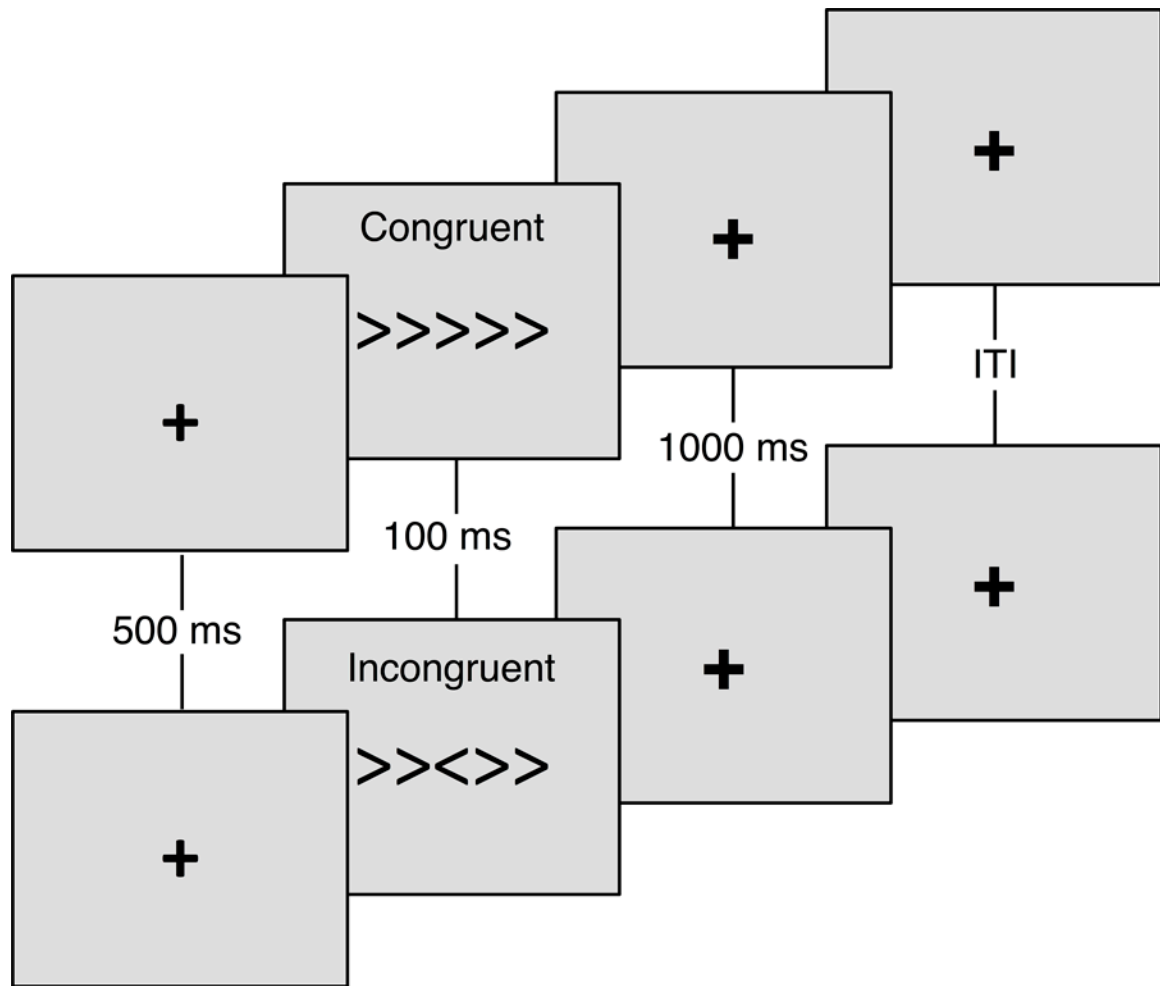 +
+
Congruent
>>>>>
+
ITI
1000 ms
100 ms
500 ms
+
+
Incongruent
>><>>
+
+